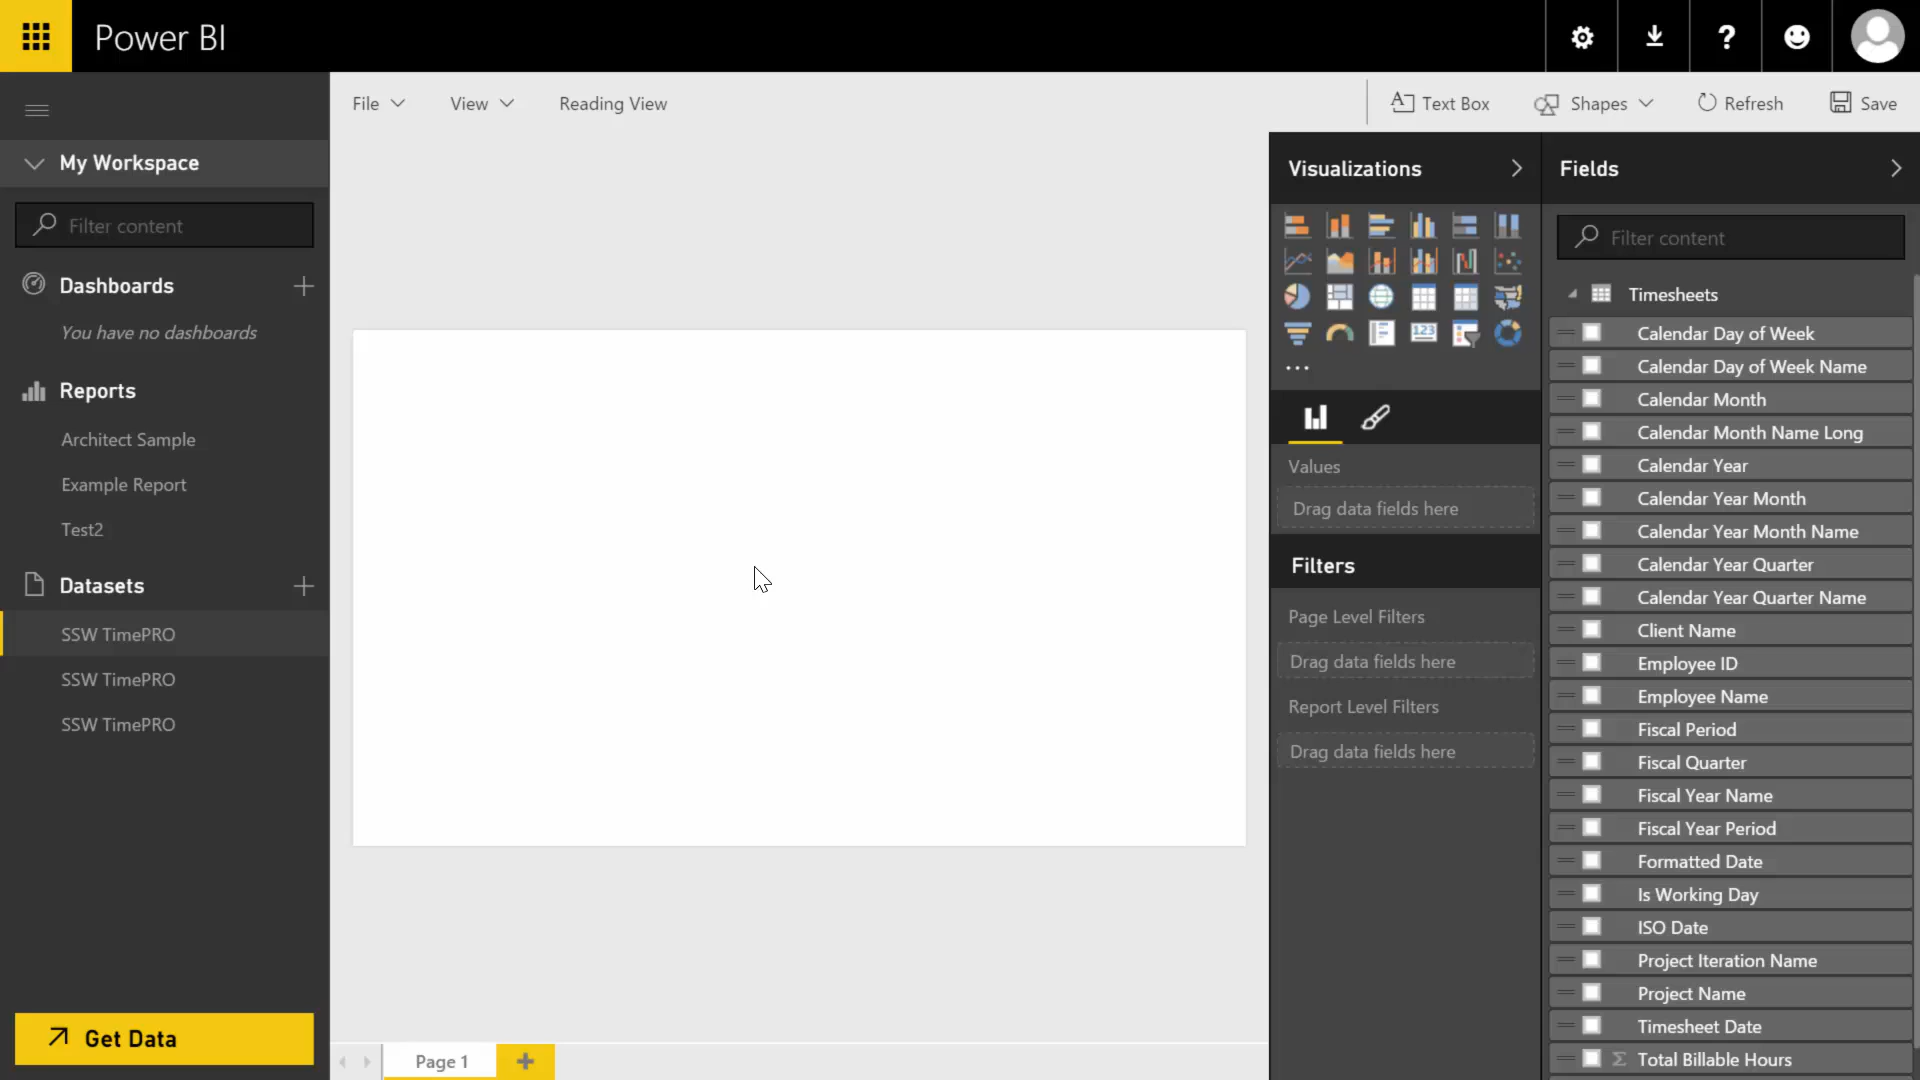 Power BI
?
File
View
Reading View
Text Box
Shapes
Refresh
Save
My Workspace
Filter content
Dashboards
You have no dashboards
Reports
Architect Sample
Example Report
Test2
Datasets
SSW TimePRO
SSW TimePRO
SSW TimePRO
Get Data
Page 1
Visualizations
123
Values
Drag data fields here
Filters
Page Level Filters
Drag data fields here
Report Level Filters
Drag data fields here
Fields
Filter content
Timesheets
Calendar Day of Week
Calendar Day of Week Name
Calendar Month
Calendar Month Name Long
Calendar Year
Calendar Year Month
Calendar Year Month Name
Calendar Year Quarter
Calendar Year Quarter Name
Client Name
Employee ID
Employee Name
Fiscal Period
Fiscal Quarter
Fiscal Year Name
Fiscal Year Period
Formatted Date
Is Working Day
ISO Date
Project Iteration Name
Project Name
Timesheet Date
Σ Total Billable Hours